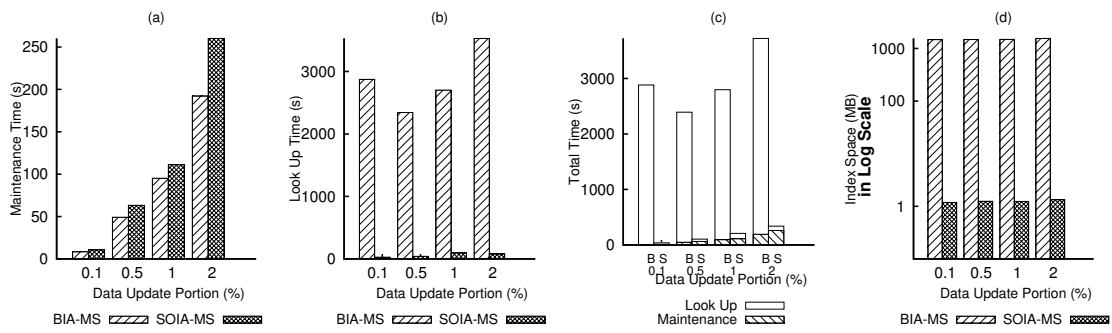 (a)
Maintenance Time (s)
250
200
150
100
50
0
0.1 0.5 1 2
Data Update Portion (%)
BIA-MS SOIA-MS
(b)
Look Up Time (s)
3000
2000
1000
0
0.1 0.5 1 2
Data Update Portion (%)
BIA-MS SOIA-MS
(c)
Total Time (s)
3000
2000
1000
0
B S B S B S B S
0.1 0.5 1 2
Data Update Portion (%)
Look Up
Maintenance
(d)
Index Space (MB)
in Log Scale
1000
100
1
0.1 0.5 1 2
Data Update Portion (%)
BIA-MS SOIA-MS